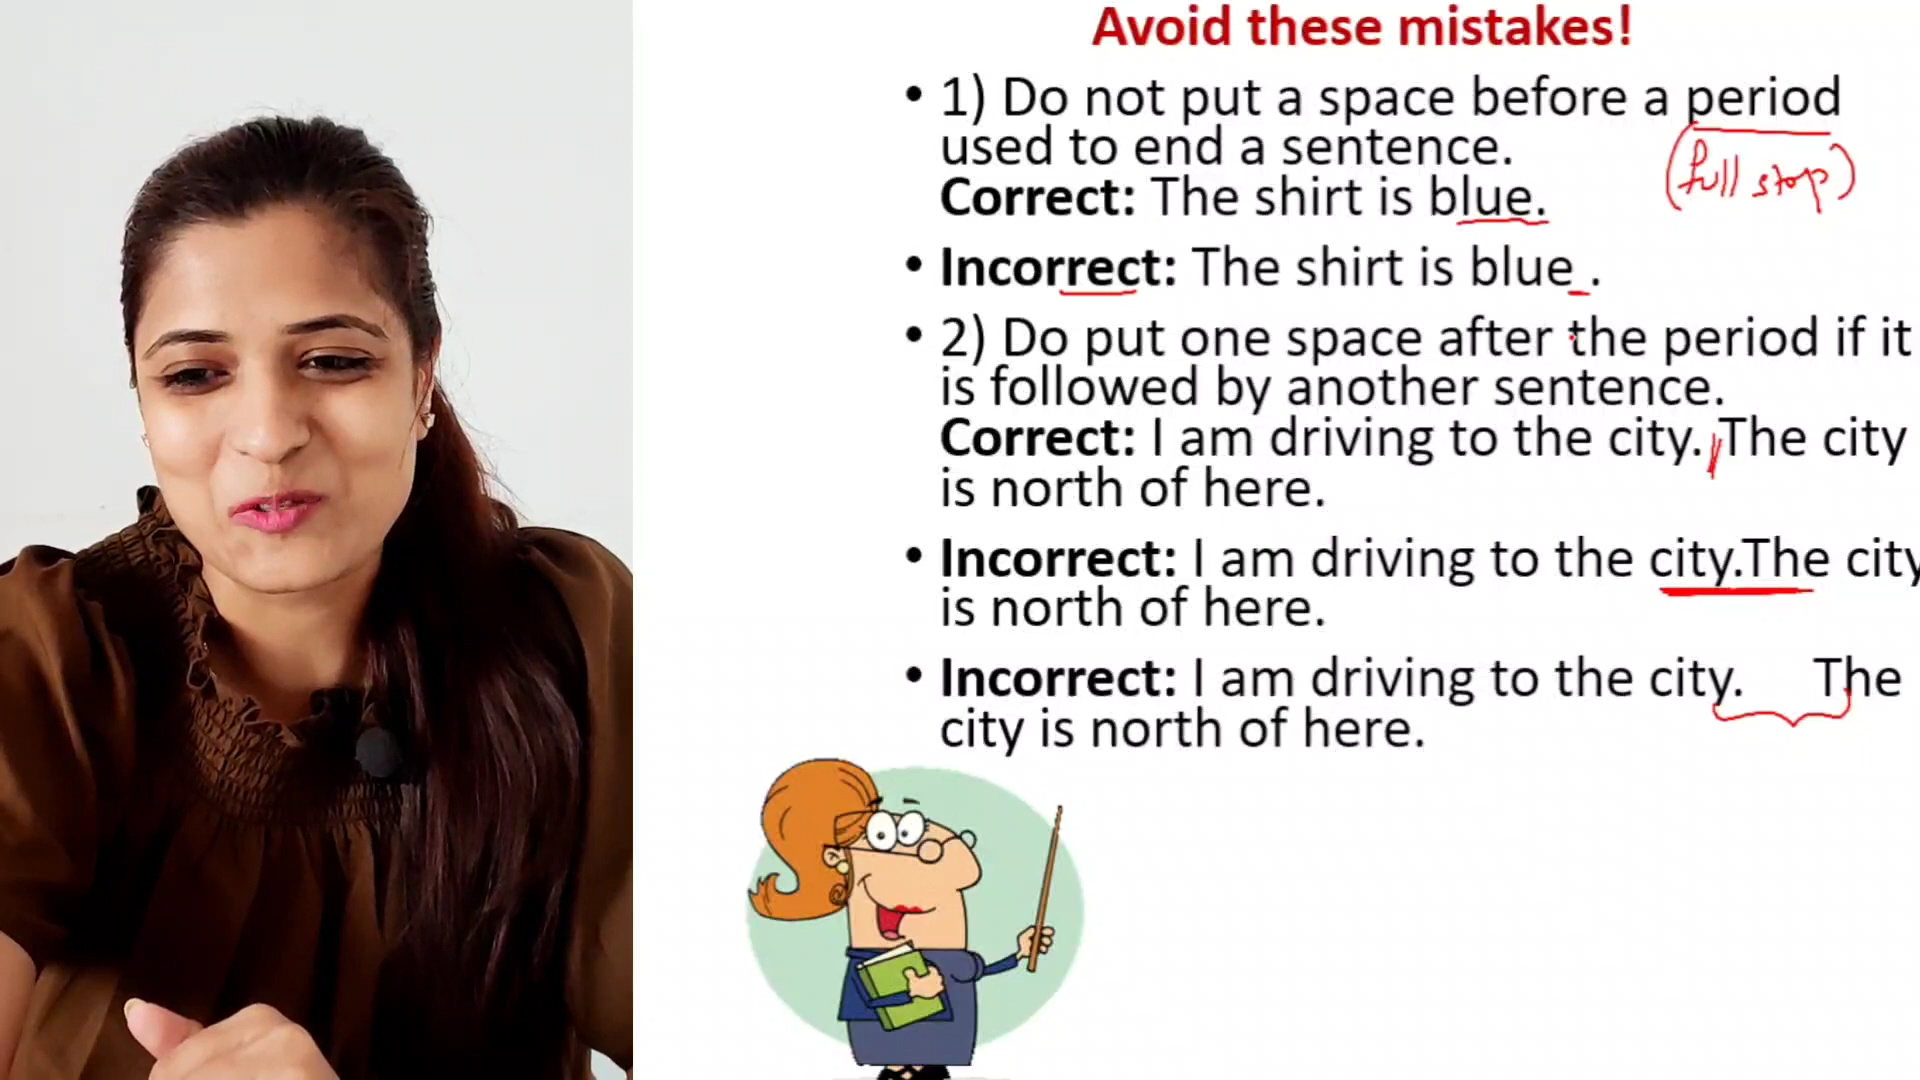 Avoid these mistakes!
• 1) Do not put a space before a period
used to end a sentence.
(full stop)
Correct: The shirt is blue.
• Incorrect: The shirt is blue .
• 2) Do put one space after the period if it
is followed by another sentence.
Correct: I am driving to the city. The city
is north of here.
• Incorrect: I am driving to the city.The city
is north of here.
• Incorrect: I am driving to the city.    The
city is north of here.